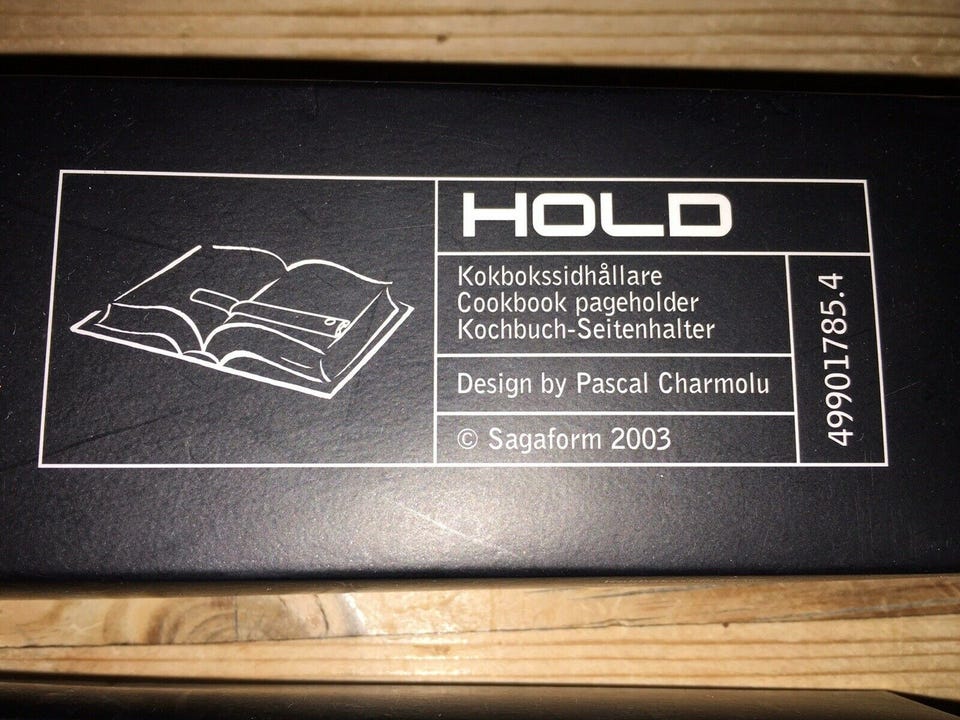 HOLD
Kokbokssidhållare
Cookbook pageholder
Kochbuch-Seitenhalter
Design by Pascal Charmolu
© Sagaform 2003
49901785.4